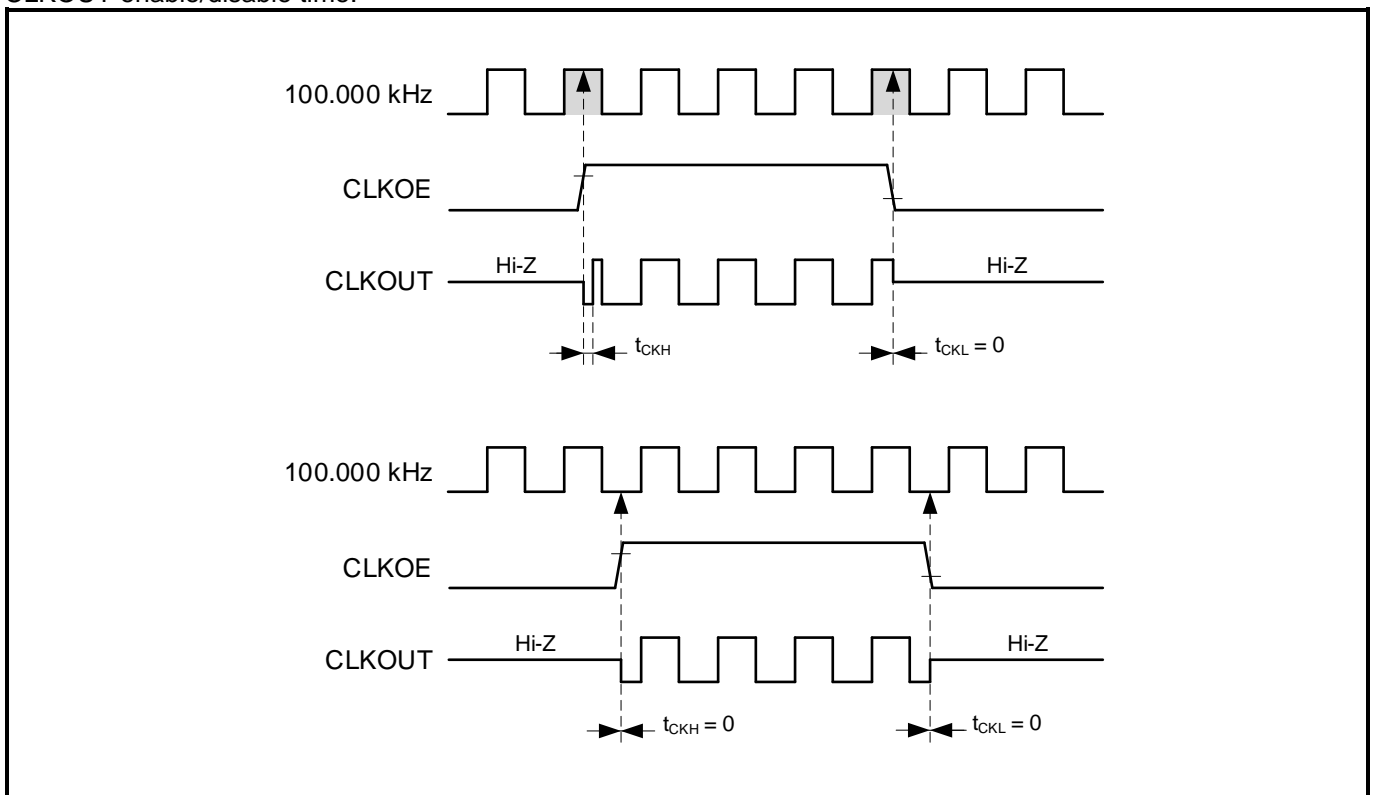 CLKOUT enable/disable time:
100.000 kHz
CLKOE
Hi-Z
Hi-Z
CLKOUT
tCKH
tCKL = 0
100.000 kHz
CLKOE
Hi-Z
Hi-Z
CLKOUT
tCKH = 0
tCKL = 0